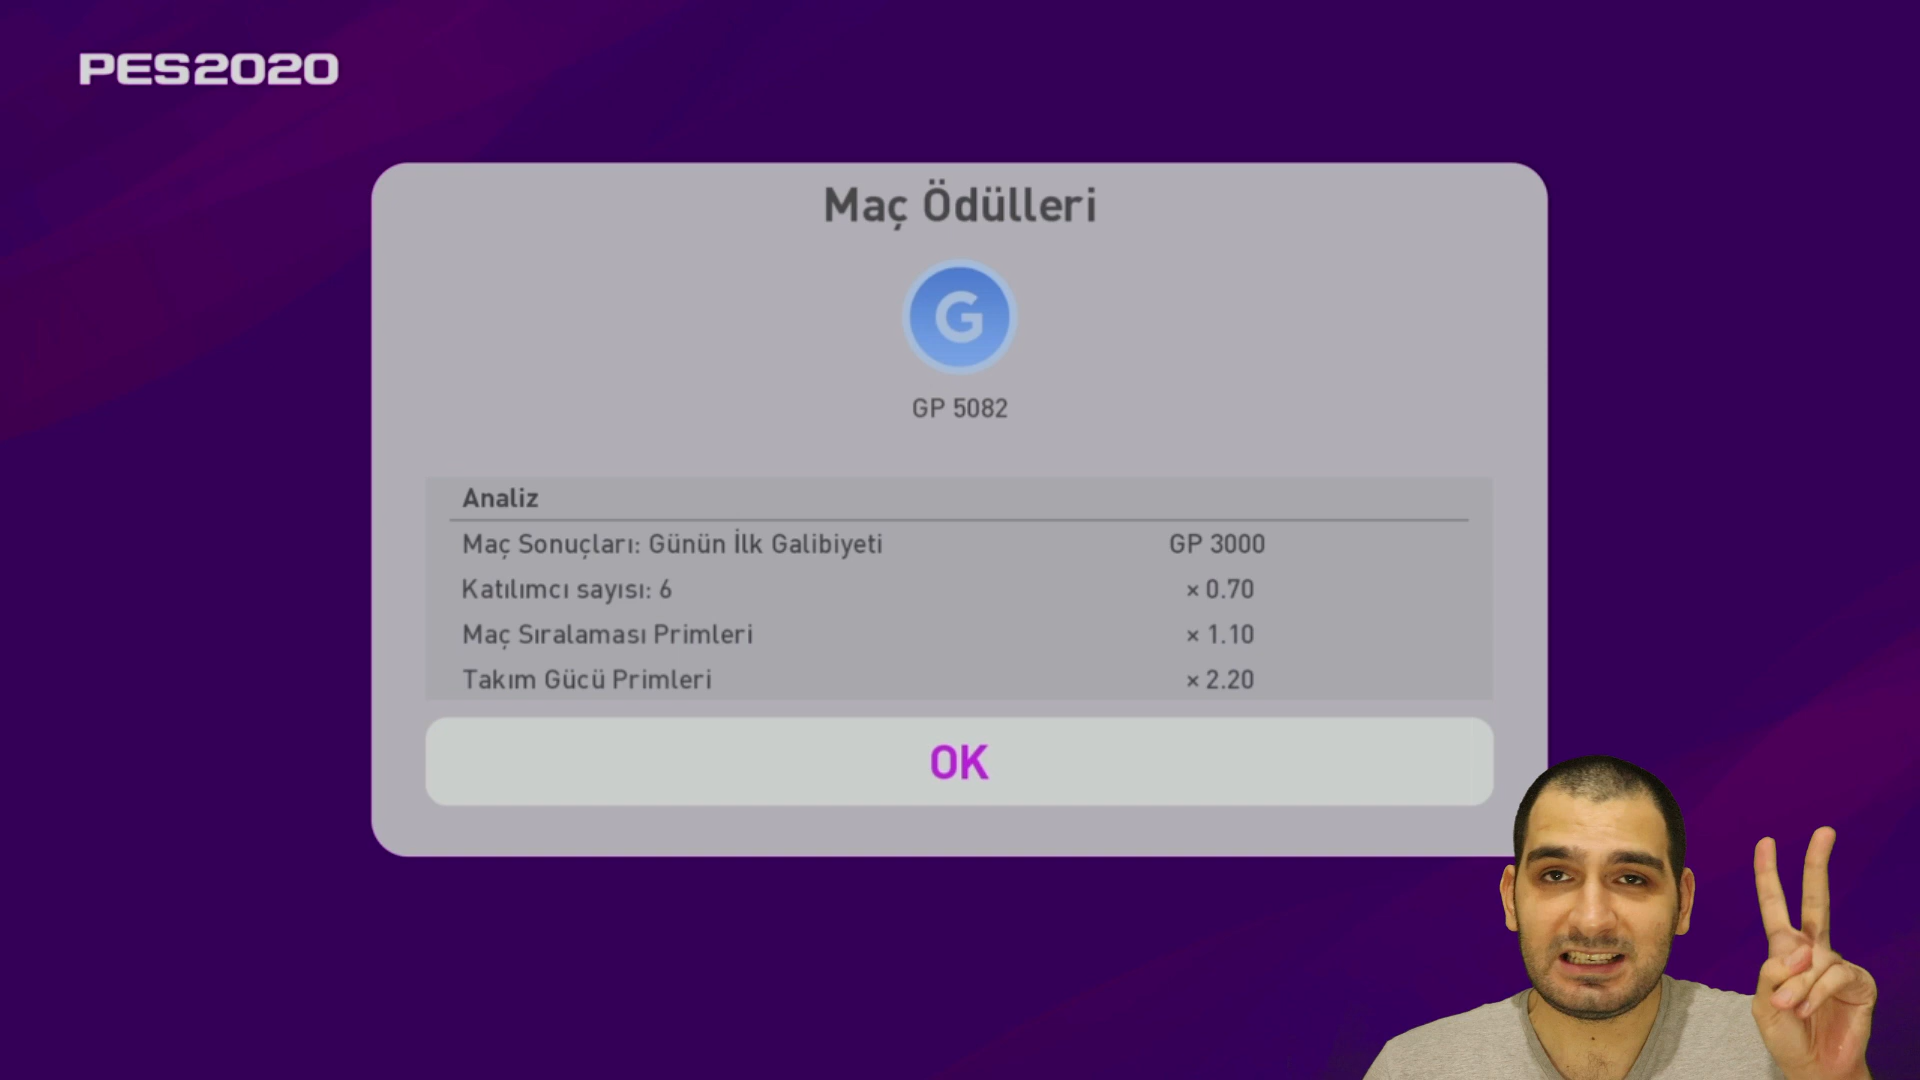 PES2020
Maç Ödülleri
G
GP 5082
Analiz
Maç Sonuçları: Günün İlk Galibiyeti GP 3000
Katılımcı sayısı: 6 × 0.70
Maç Sıralaması Primleri × 1.10
Takım Gücü Primleri × 2.20
OK